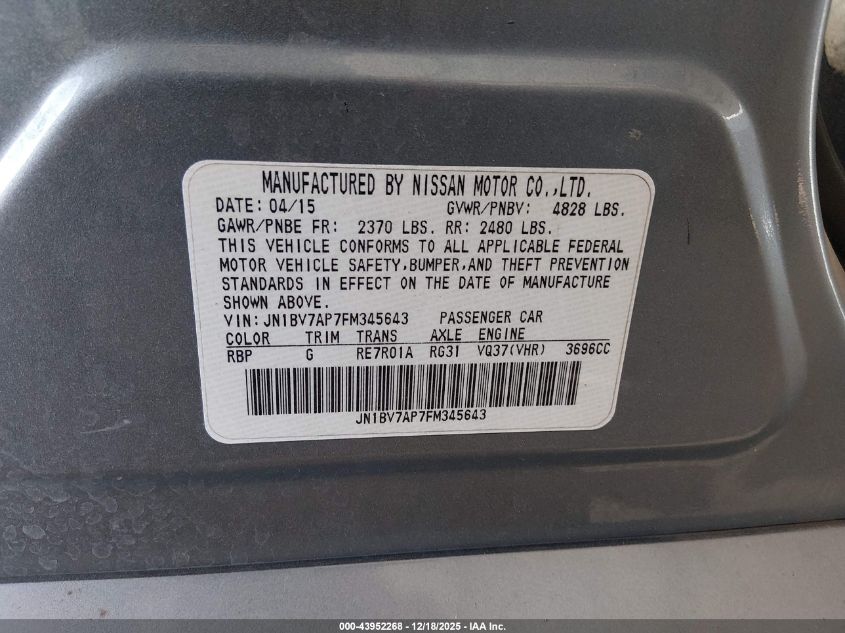 MANUFACTURED BY NISSAN MOTOR CO.,LTD.
DATE: 04/15 GVWR/PNBV: 4828 LBS.
GAWR/PNBE FR: 2370 LBS. RR: 2480 LBS.
THIS VEHICLE CONFORMS TO ALL APPLICABLE FEDERAL
MOTOR VEHICLE SAFETY,BUMPER,AND THEFT PREVENTION
STANDARDS IN EFFECT ON THE DATE OF MANUFACTURE
SHOWN ABOVE.
VIN: JN1BV7AP7FM345643 PASSENGER CAR
COLOR TRIM TRANS AXLE ENGINE
RBP G RE7R01A RG31 VQ37(VHR) 3696CC
JN1BV7AP7FM345643
000-43952268 - 12/18/2025 - IAA Inc.